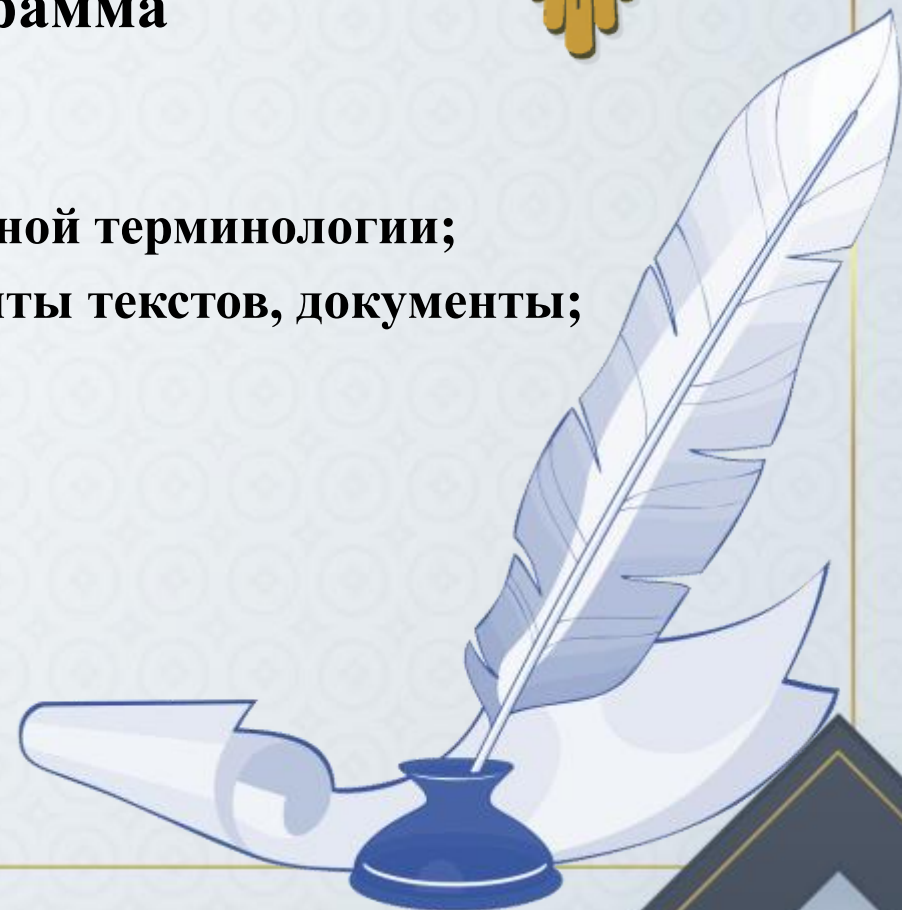 рамма
ной терминологии;
нты текстов, документы;